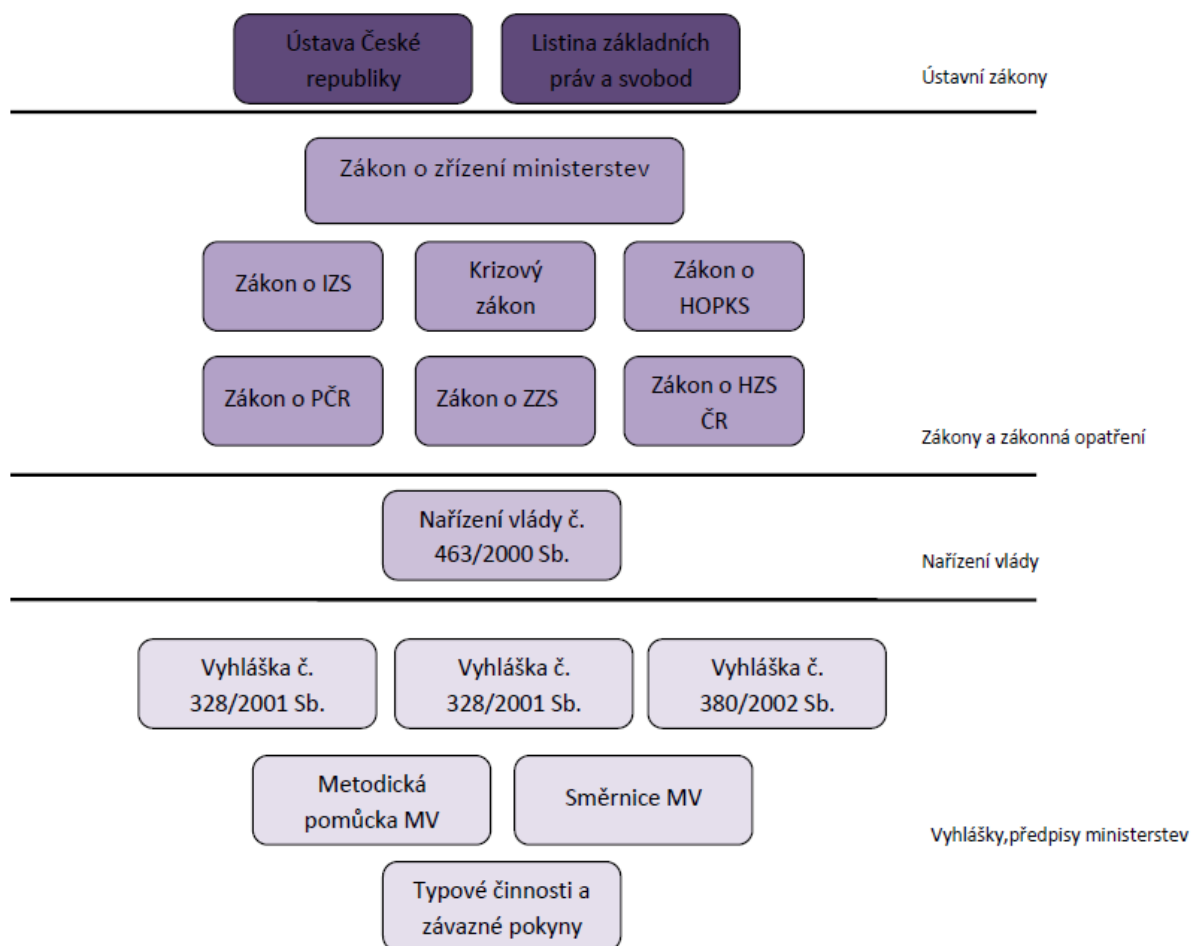 Ústava České
republiky
Listina základních
práv a svobod
Ústavní zákony
Zákon o zřízení ministerstev
Zákon o IZS
Krizový
zákon
Zákon o
HOPKS
Zákon o PČR
Zákon o ZZS
Zákon o HZS
ČR
Zákony a zákonná opatření
Nařízení vlády č.
463/2000 Sb.
Nařízení vlády
Vyhláška č.
328/2001 Sb.
Vyhláška č.
328/2001 Sb.
Vyhláška č.
380/2002 Sb.
Metodická
pomůcka MV
Směrnice MV
Vyhlášky,předpisy ministerstev
Typové činnosti a
závazné pokyny